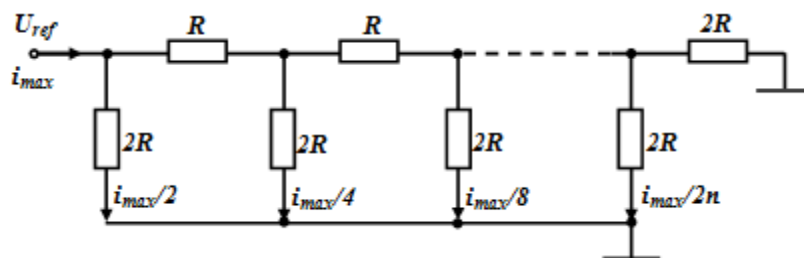 U_ref R R 2R
i_max
2R 2R 2R 2R
i_max/2 i_max/4 i_max/8 i_max/2n